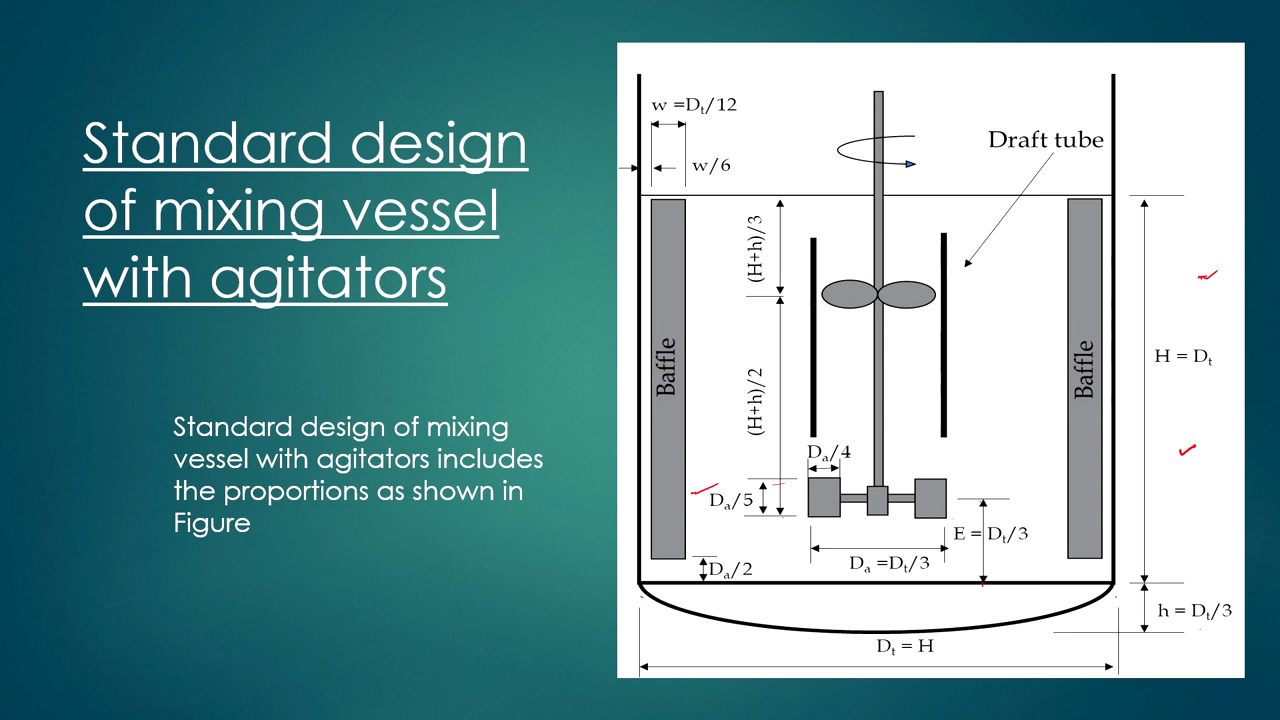 Standard design
of mixing vessel
with agitators
Standard design of mixing
vessel with agitators includes
the proportions as shown in
Figure
w =Dt/12
w/6
Draft tube
(H+h)/3
Baffle
Baffle
(H+h)/2
H = Dt
Da/4
Da/5
E = Dt/3
Da =Dt/3
Da/2
h = Dt/3
Dt = H